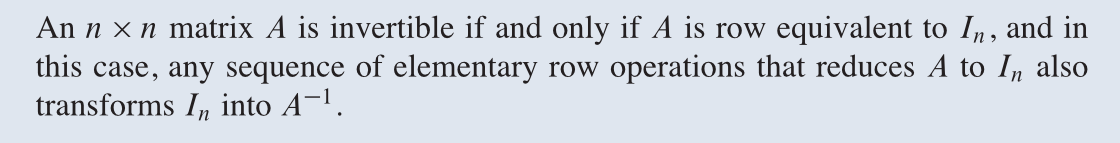 An n × n matrix A is invertible if and only if A is row equivalent to Iₙ, and in
this case, any sequence of elementary row operations that reduces A to Iₙ also
transforms Iₙ into A⁻¹.